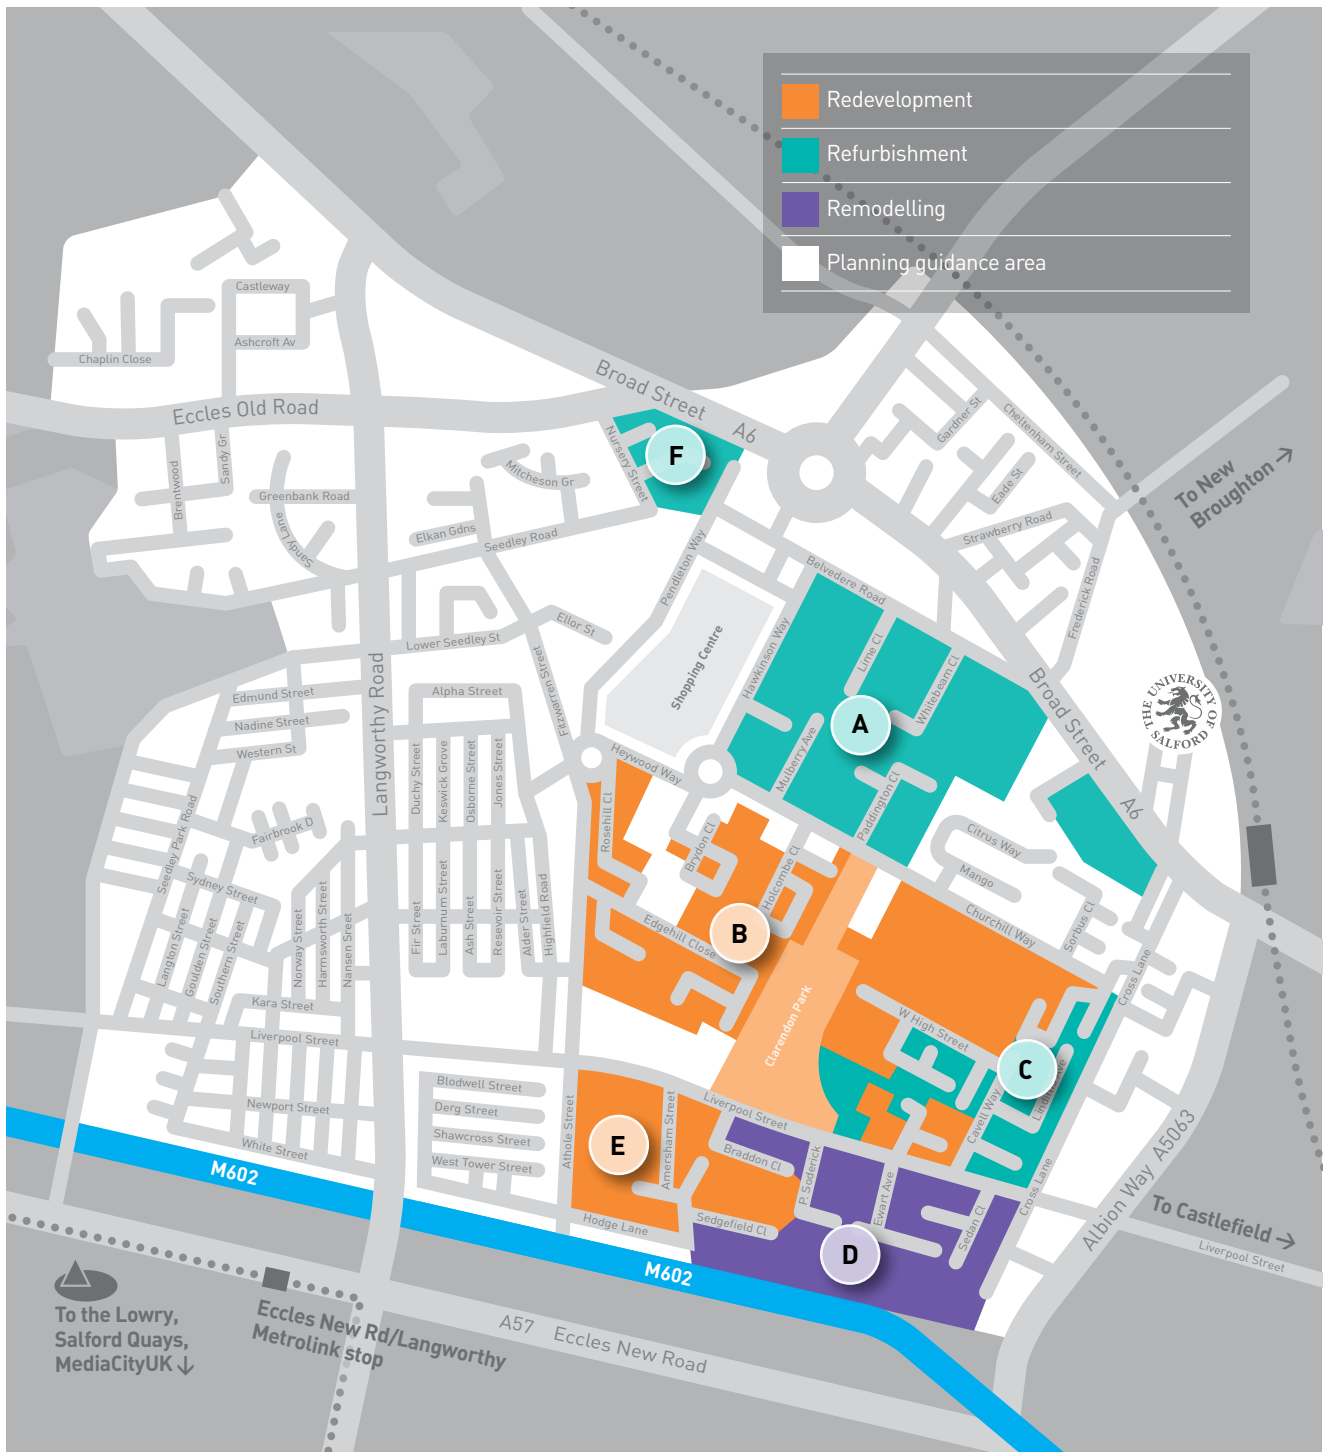 Redevelopment
Refurbishment
Remodelling
Planning guidance area
Castleway
Ashcroft Av
Chaplin Close
Eccles Old Road
Broad Street
A6
Nursery Street
F
Gardner St
Cheltenham Street
Eade St
Strawberry Road
Frederick Road
To New
Broughton →
Brentwood
Sandy Gr
Greenbank Road
Sandy Lane
Mitcheson Gr
Elkan Gdns
Seedley Road
Pendleton Way
Belvedere Road
Ellor St
Lower Seedley St
Fitzwarren Street
Shopping Centre
Hawkinson Way
Lime Cl
Whitebeam Cl
A
Mulberry Ave
Paddington Cl
Broad Street
A6
THE UNIVERSITY OF
SALFORD
Edmund Street
Nadine Street
Western St
Langworthy Road
Alpha Street
Duchy Street
Keswick Grove
Osborne Street
Jones Street
Heywood Way
Rosehill Cl
Brydon Cl
Holcombe Cl
Citrus Way
Mango
Churchill Way
Sorbus Cl
Cross Lane
Seedley Park Road
Fairbrook D
Sydney Street
Langton Street
Goulden Street
Southern Street
Norway Street
Harmsworth Street
Nansen Street
Fir Street
Laburnum Street
Ash Street
Resevoir Street
Alder Street
Highfield Road
Edgehill Close
B
Clarendon Park
W High Street
C
Cavell Way
Kara Street
Liverpool Street
Newport Street
White Street
Blodwell Street
Derg Street
Shawcross Street
West Tower Street
Athole Street
E
Amersham Street
Liverpool Street
Braddon Cl
P. Soderick
Ewart Ave
Sedan Cl
Cross Lane
D
Hodge Lane
Sedgefield Cl
Albion Way A5063
To Castlefield →
Liverpool Street
M602
M602
A57 Eccles New Road
Eccles New Rd/Langworthy
Metrolink stop
To the Lowry,
Salford Quays,
MediaCityUK ↓